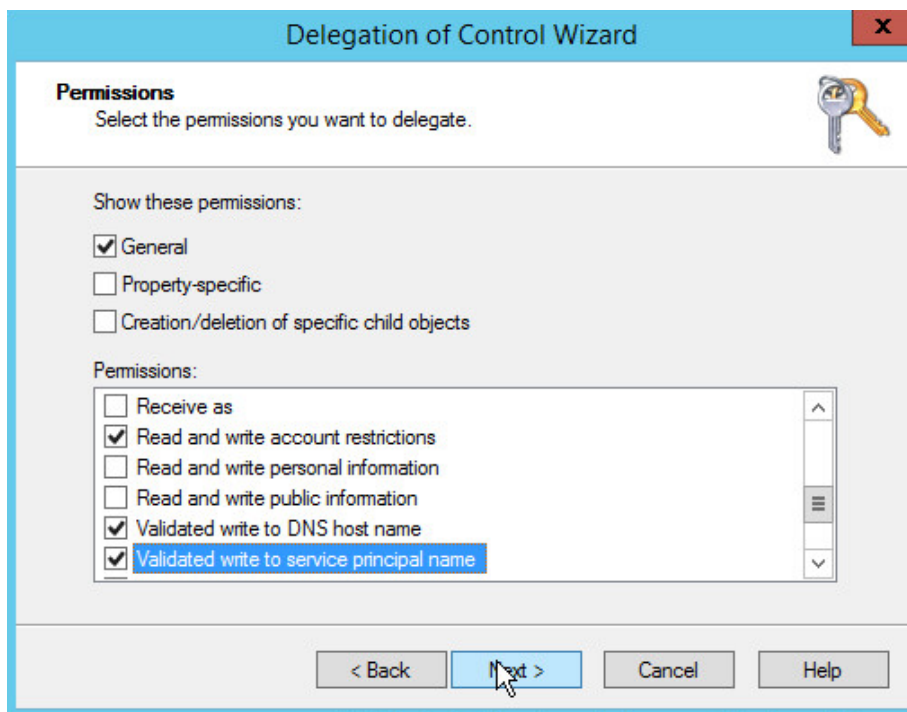 Delegation of Control Wizard
x
Permissions
Select the permissions you want to delegate.
Show these permissions:
General
Property-specific
Creation/deletion of specific child objects
Permissions:
Receive as
Read and write account restrictions
Read and write personal information
Read and write public information
Validated write to DNS host name
Validated write to service principal name
< Back
Next >
Cancel
Help